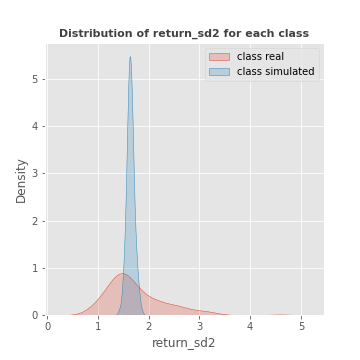 Distribution of return_sd2 for each class
class real
class simulated
Density
5
4
3
2
1
0
0 1 2 3 4 5
return_sd2